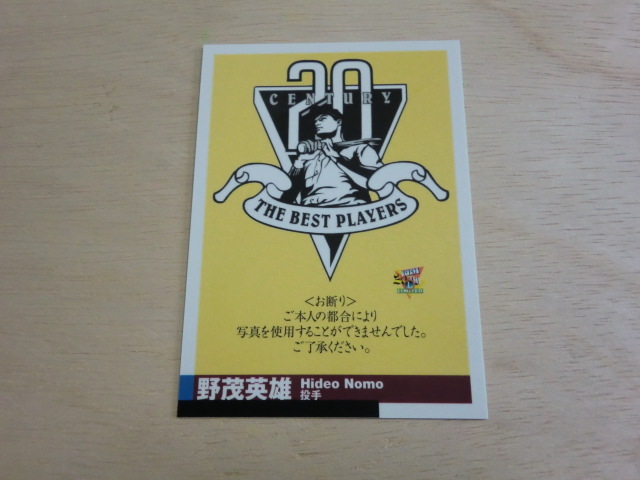 20
CENTURY
THE BEST PLAYERS
<お断り>
ご本人の都合により
写真を使用することができませんでした。
ご了承ください。
野茂英雄
Hideo Nomo
投手